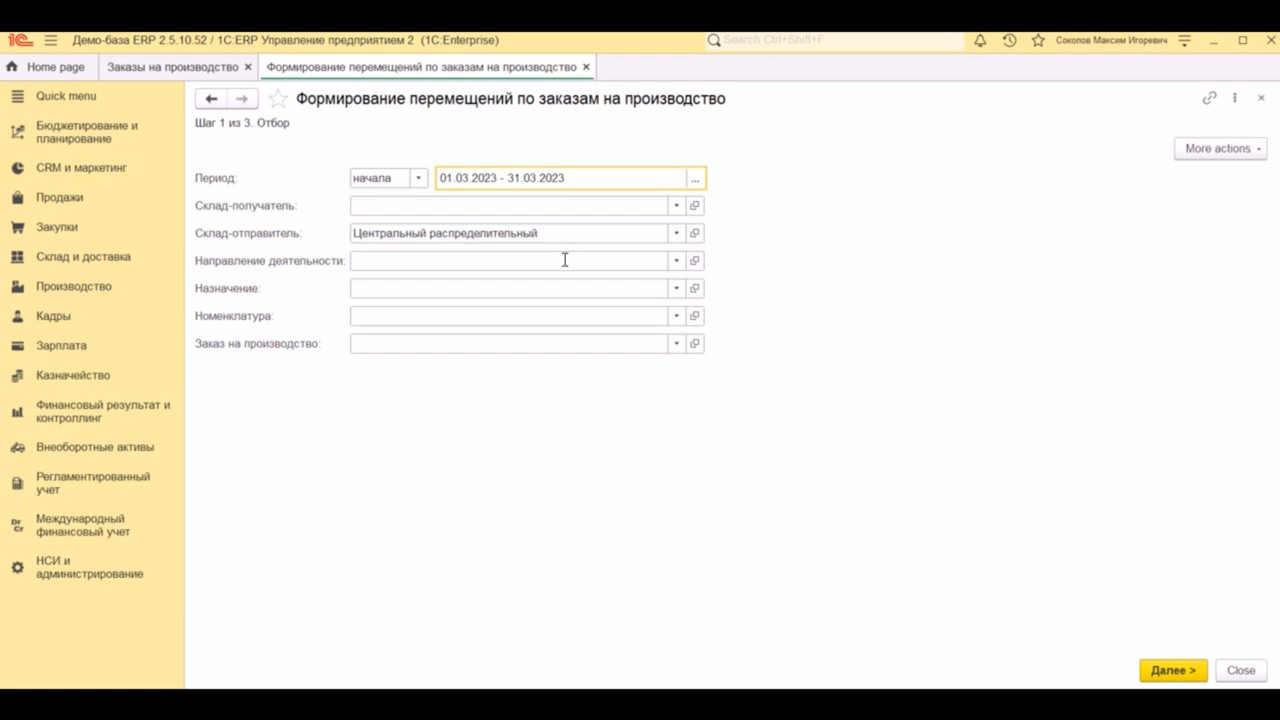 1С Демо-база ERP 2.5.10.52 / 1С:ERP Управление предприятием 2 (1C:Enterprise) Search Ctrl+Shift+F Соколов Максим Игоревич
Home page Заказы на производство Формирование перемещений по заказам на производство
Quick menu
Бюджетирование и
планирование
CRM и маркетинг
Продажи
Закупки
Склад и доставка
Производство
Кадры
Зарплата
Казначейство
Финансовый результат и
контроллинг
Внеоборотные активы
Регламентированный
учет
Dr
Cr
Международный
финансовый учет
НСИ и
администрирование
Формирование перемещений по заказам на производство
Шаг 1 из 3. Отбор
More actions
Период: начала 01.03.2023 - 31.03.2023 ...
Склад-получатель:
Склад-отправитель: Центральный распределительный
Направление деятельности:
Назначение:
Номенклатура:
Заказ на производство:
Далее > Close